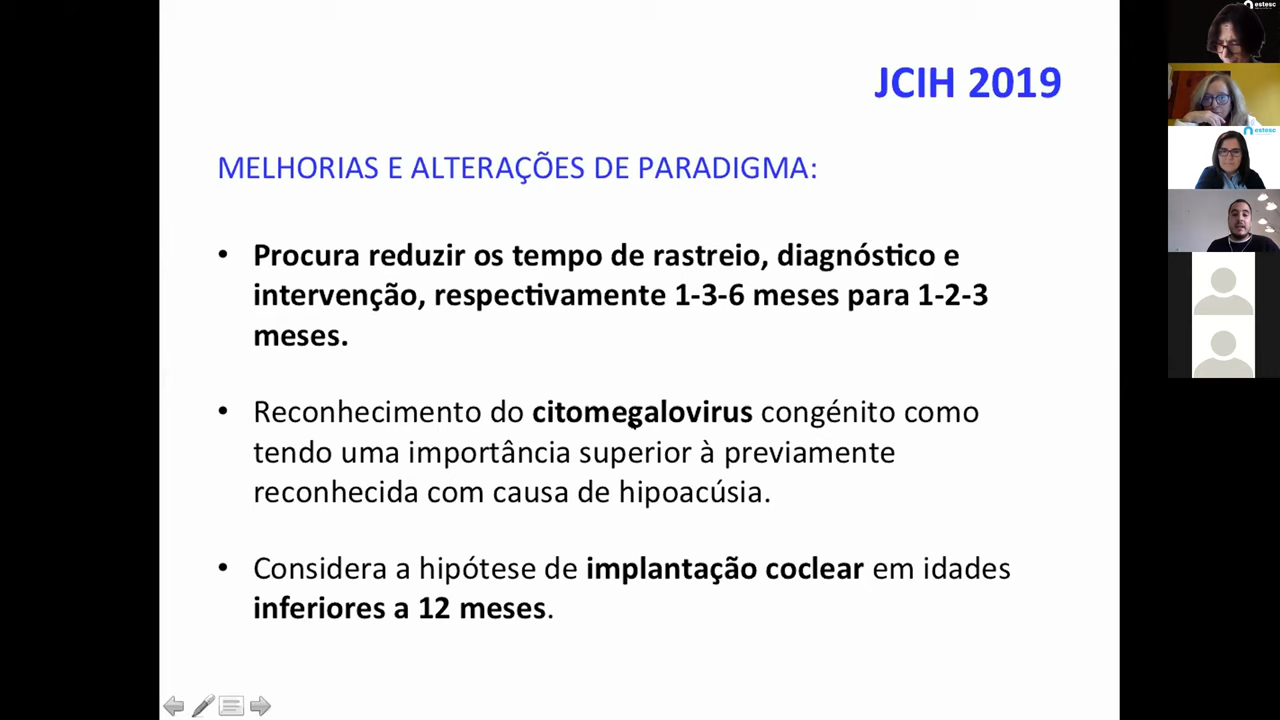 JCIH 2019
MELHORIAS E ALTERAÇÕES DE PARADIGMA:
• Procura reduzir os tempo de rastreio, diagnóstico e
intervenção, respectivamente 1-3-6 meses para 1-2-3
meses.
• Reconhecimento do citomegalovirus congénito como
tendo uma importância superior à previamente
reconhecida com causa de hipoacúsia.
• Considera a hipótese de implantação coclear em idades
inferiores a 12 meses.
estesc
estesc